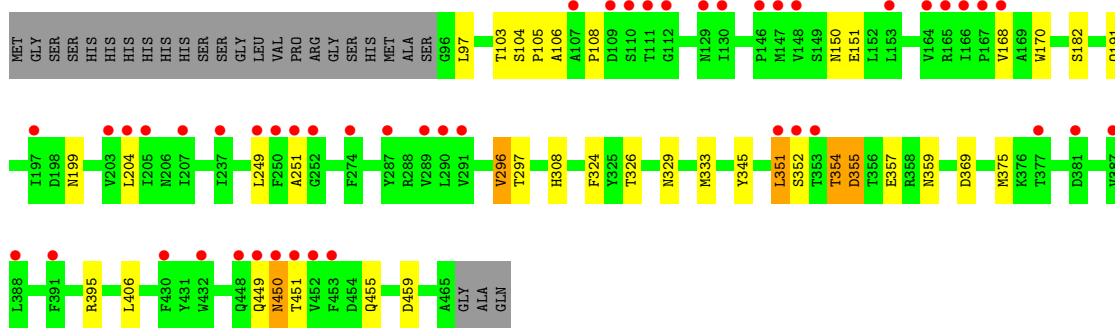 MET GLY SER SER HIS HIS HIS HIS HIS HIS SER SER GLY LEU VAL PRO ARG GLY SER HIS MET ALA SER G96 L97 T103 S104 P105 A106 A107 P108 D109 S110 T111 G112 N129 I130 P146 M147 V148 S149 N150 E151 L152 L153 V164 R165 I166 P167 V168 A169 W170 S182
I197 D198 N199 V203 L204 I205 N206 I207 I237 L249 F250 A251 G252 F274 Y287 R288 V289 L290 V291 V296 T297 H308 F324 Y325 T326 N329 M333 Y345 L351 S352 T353 T354 D355 T356 E357 R358 N359 D369 M375 K376 T377 D381
L388 F391 R395 L406 F430 Y431 W432 Q448 Q449 N450 T451 V452 F453 D454 Q455 D459 A465 GLY ALA GLN